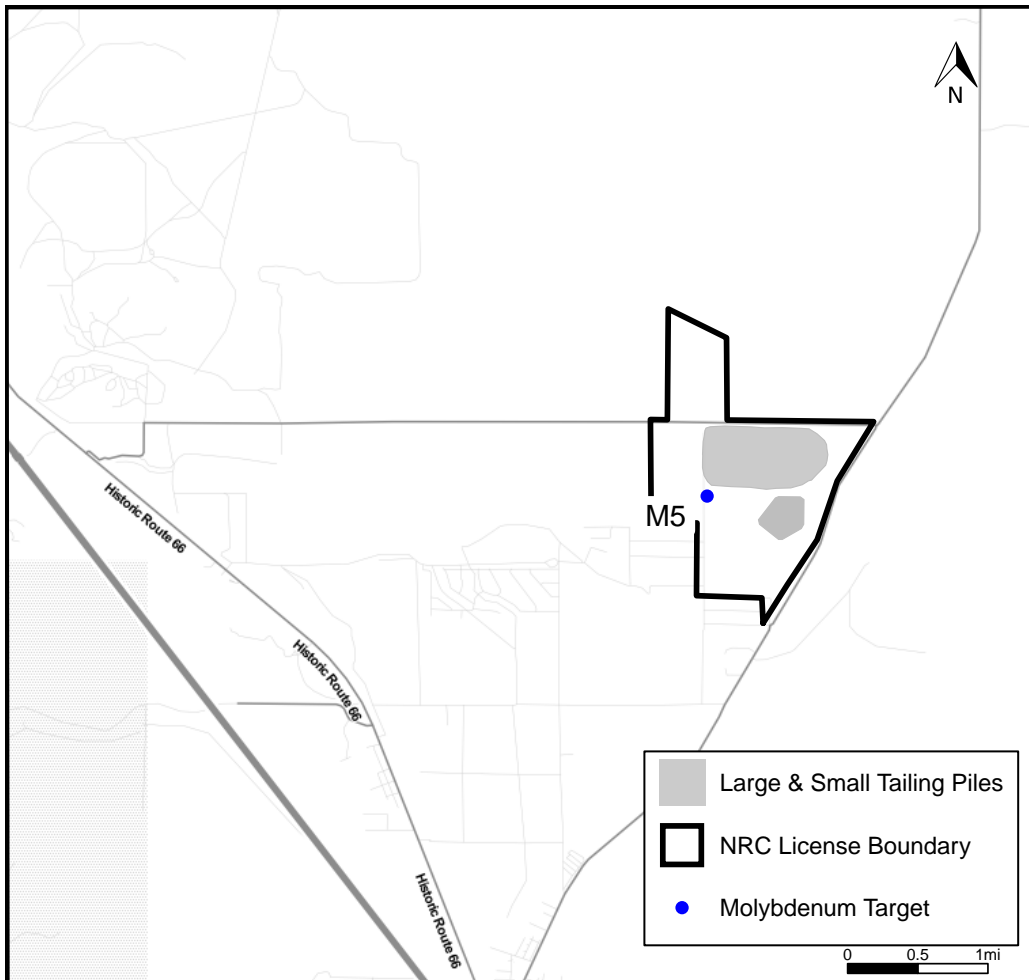 N
Historic Route 66
M5
Historic Route 66
Historic Route 66
Large & Small Tailing Piles
NRC License Boundary
Molybdenum Target
0 0.5 1mi